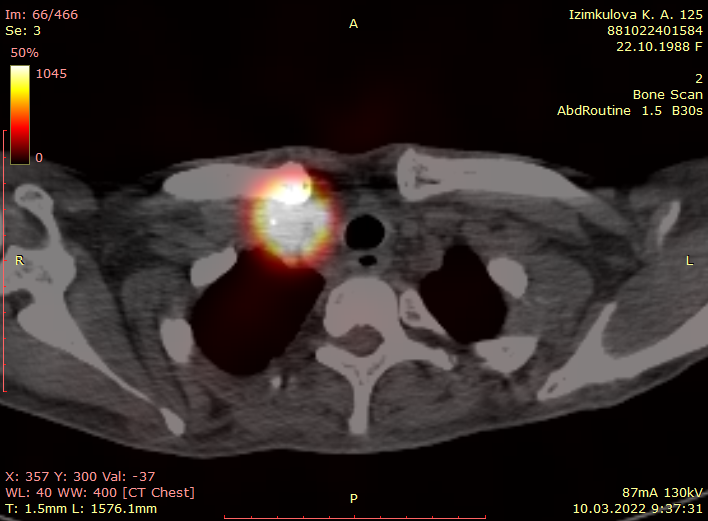 Im: 66/466
Se: 3
50%
1045
0
Izimkulova K. A. 125
881022401584
22.10.1988 F
2
Bone Scan
AbdRoutine 1.5 B30s
A
R
L
P
X: 357 Y: 300 Val: -37
WL: 40 WW: 400 [CT Chest]
T: 1.5mm L: 1576.1mm
87mA 130kV
10.03.2022 9:37:31